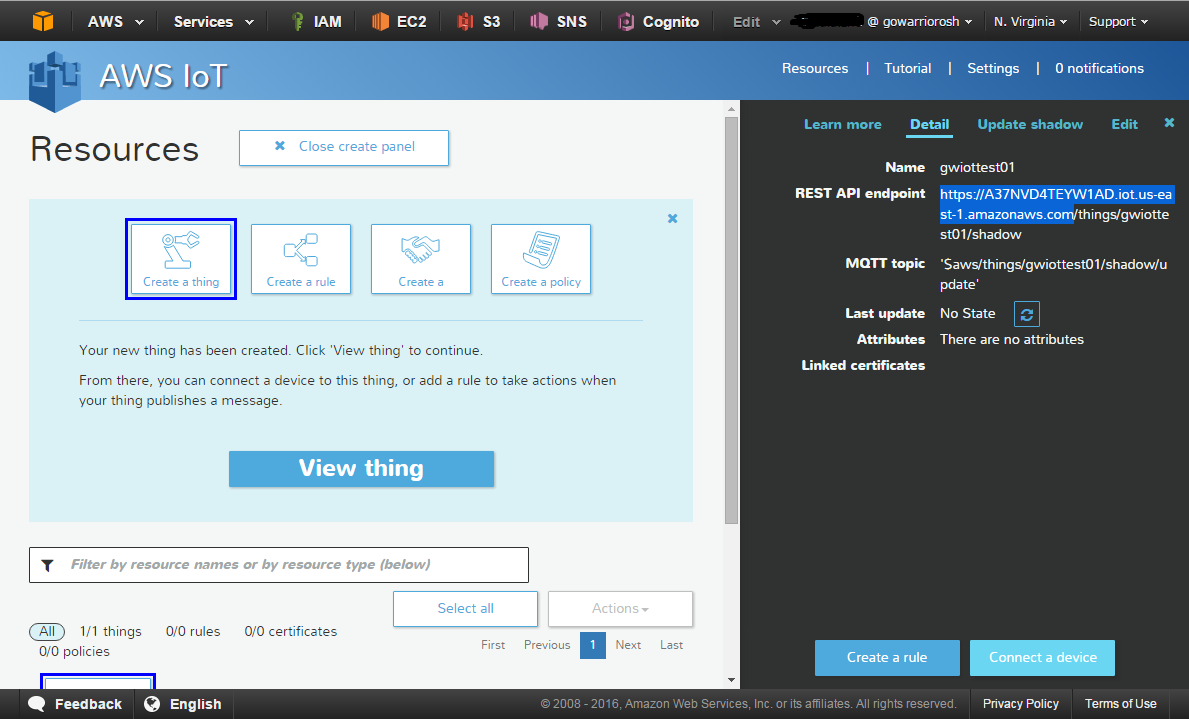 AWS Services IAM EC2 S3 SNS Cognito Edit @ gowarriorosh N. Virginia Support
AWS IoT
Resources | Tutorial | Settings | 0 notifications
Resources
Close create panel
Create a thing
Create a rule
Create a
Create a policy
Your new thing has been created. Click 'View thing' to continue.
From there, you can connect a device to this thing, or add a rule to take actions when
your thing publishes a message.
View thing
Filter by resource names or by resource type (below)
Select all
Actions
All 1/1 things 0/0 rules 0/0 certificates
0/0 policies
First Previous 1 Next Last
Learn more Detail Update shadow Edit
Name gwiottest01
REST API endpoint https://A37NVD4TEYW1AD.iot.us-ea
st-1.amazonaws.com/things/gwiotte
st01/shadow
MQTT topic '$aws/things/gwiottest01/shadow/u
pdate'
Last update No State
Attributes There are no attributes
Linked certificates
Create a rule
Connect a device
Feedback English © 2008 - 2016, Amazon Web Services, Inc. or its affiliates. All rights reserved. Privacy Policy Terms of Use